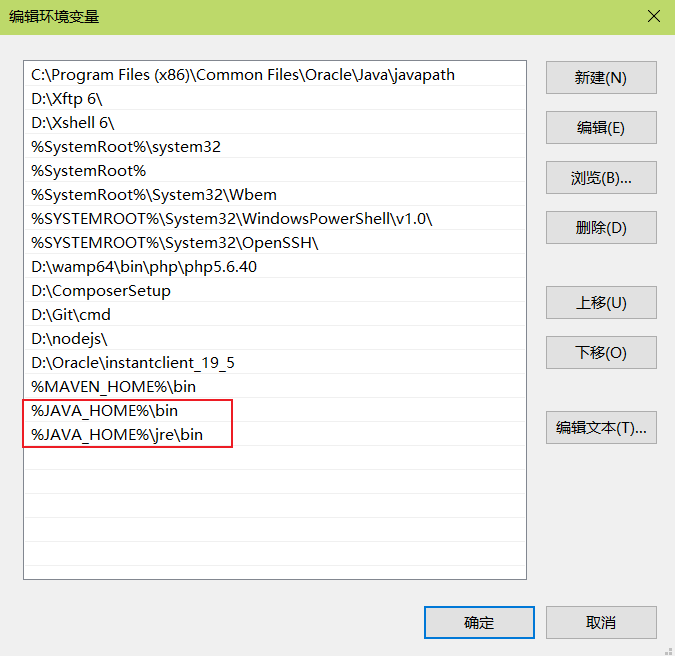 编辑环境变量
C:\Program Files (x86)\Common Files\Oracle\Java\javapath
D:\Xftp 6\
D:\Xshell 6\
%SystemRoot%\system32
%SystemRoot%
%SystemRoot%\System32\Wbem
%SYSTEMROOT%\System32\WindowsPowerShell\v1.0\
%SYSTEMROOT%\System32\OpenSSH\
D:\wamp64\bin\php\php5.6.40
D:\ComposerSetup
D:\Git\cmd
D:\nodejs\
D:\Oracle\instantclient_19_5
%MAVEN_HOME%\bin
%JAVA_HOME%\bin
%JAVA_HOME%\jre\bin
新建(N)
编辑(E)
浏览(B)...
删除(D)
上移(U)
下移(O)
编辑文本(T)...
确定
取消